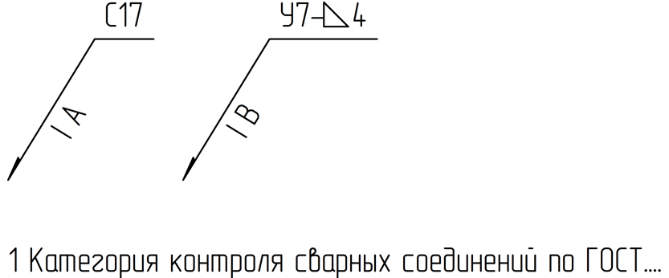 С17
У7-⊿4
I А
I В
1 Категория контроля сварных соединений по ГОСТ....